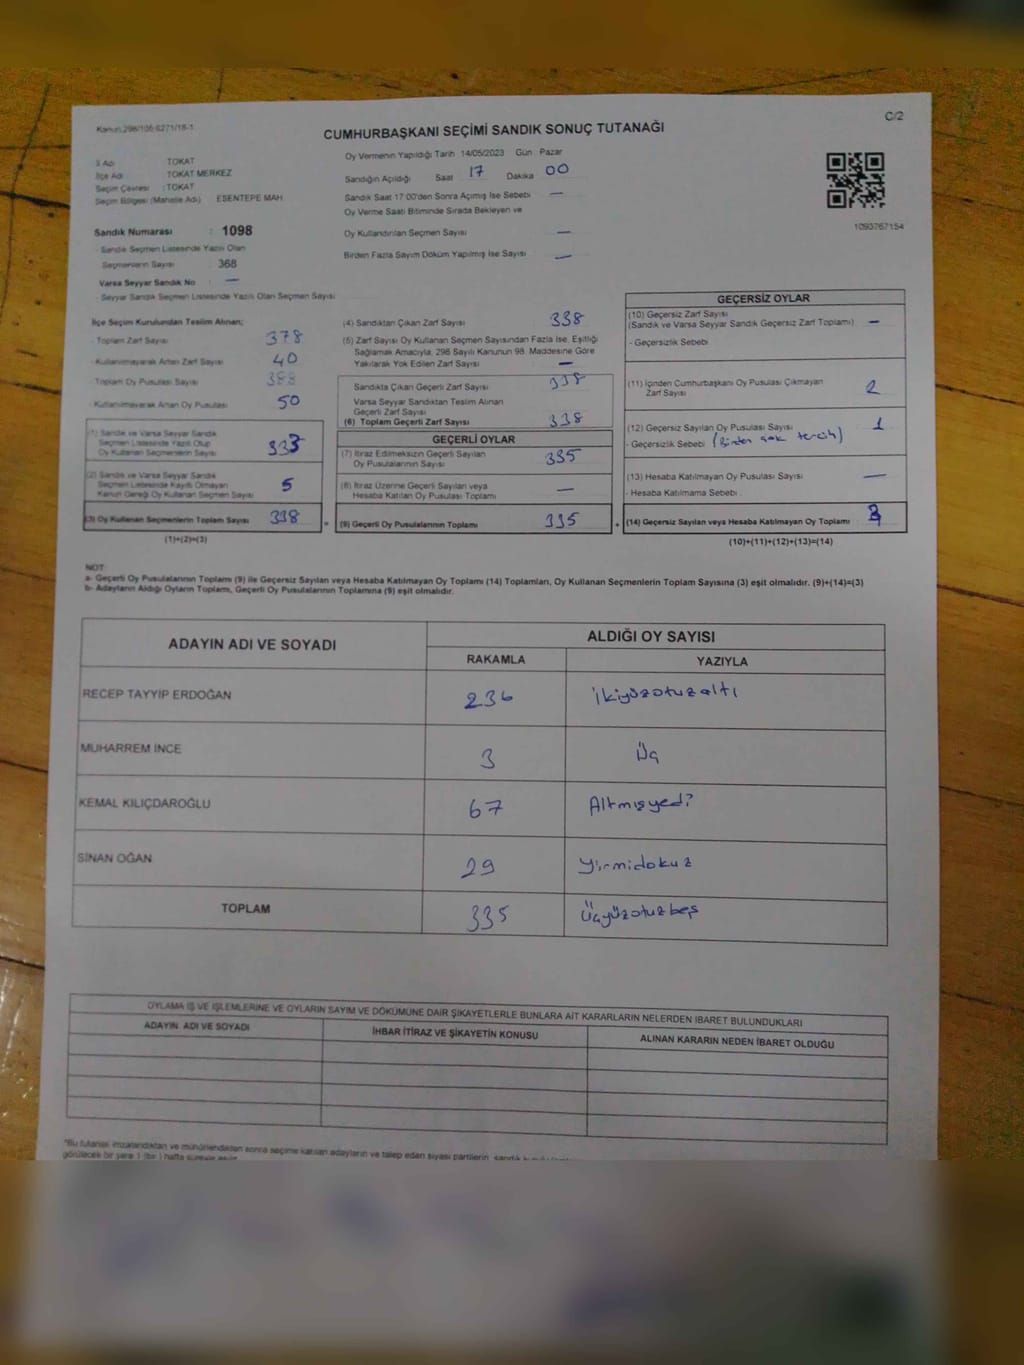 Kanun:298/105;6271/18-1
C/2
CUMHURBAŞKANI SEÇİMİ SANDIK SONUÇ TUTANAĞI
İl Adı : TOKAT
İlçe Adı : TOKAT MERKEZ
Seçim Çevresi : TOKAT
Seçim Bölgesi (Mahalle Adı) ESENTEPE MAH
Sandık Numarası : 1098
- Sandık Seçmen Listesinde Yazılı Olan
Seçmenlerin Sayısı : 368
Varsa Seyyar Sandık No : —
- Seyyar Sandık Seçmen Listesinde Yazılı Olan Seçmen Sayısı
Oy Vermenin Yapıldığı Tarih :14/05/2023 Gün : Pazar
Sandığın Açıldığı Saat 17 Dakika 00
Sandık Saat 17.00'den Sonra Açılmış İse Sebebi —
Oy Verme Saati Bitiminde Sırada Bekleyen ve
Oy Kullandırılan Seçmen Sayısı —
Birden Fazla Sayım Döküm Yapılmış İse Sayısı —
1093767154
İlçe Seçim Kurulundan Teslim Alınan;
- Toplam Zarf Sayısı 378
- Kullanılmayarak Artan Zarf Sayısı 40
- Toplam Oy Pusulası Sayısı 388
- Kullanılmayarak Artan Oy Pusulası 50
(1) Sandık ve Varsa Seyyar Sandık
Seçmen Listesinde Yazılı Olup
Oy Kullanan Seçmenlerin Sayısı 333
(2) Sandık ve Varsa Seyyar Sandık
Seçmen Listesinde Kayıtlı Olmayan
Kanun Gereği Oy Kullanan Seçmen Sayısı 5
(3) Oy Kullanan Seçmenlerin Toplam Sayısı 338
(1)+(2)=(3)
(4) Sandıktan Çıkan Zarf Sayısı 338
(5) Zarf Sayısı Oy Kullanan Seçmen Sayısından Fazla İse, Eşitliği
Sağlamak Amacıyla, 298 Sayılı Kanunun 98. Maddesine Göre
Yakılarak Yok Edilen Zarf Sayısı —
Sandıkta Çıkan Geçerli Zarf Sayısı 338
Varsa Seyyar Sandıktan Teslim Alınan
Geçerli Zarf Sayısı
(6) Toplam Geçerli Zarf Sayısı 338
GEÇERLİ OYLAR
(7) İtiraz Edilmeksizin Geçerli Sayılan
Oy Pusulalarının Sayısı 335
(8) İtiraz Üzerine Geçerli Sayılan veya
Hesaba Katılan Oy Pusulası Toplamı —
= (9) Geçerli Oy Pusulalarının Toplamı 335
GEÇERSİZ OYLAR
(10) Geçersiz Zarf Sayısı
(Sandık ve Varsa Seyyar Sandık Geçersiz Zarf Toplamı) —
- Geçersizlik Sebebi
(11) İçinden Cumhurbaşkanı Oy Pusulası Çıkmayan
Zarf Sayısı 2
(12) Geçersiz Sayılan Oy Pusulası Sayısı 1
- Geçersizlik Sebebi (Birden çok tercih)
(13) Hesaba Katılmayan Oy Pusulası Sayısı —
- Hesaba Katılmama Sebebi
+ (14) Geçersiz Sayılan veya Hesaba Katılmayan Oy Toplamı 3
(10)+(11)+(12)+(13)=(14)
NOT:
a- Geçerli Oy Pusulalarının Toplamı (9) ile Geçersiz Sayılan veya Hesaba Katılmayan Oy Toplamı (14) Toplamları, Oy Kullanan Seçmenlerin Toplam Sayısına (3) eşit olmalıdır. (9)+(14)=(3)
b- Adayların Aldığı Oyların Toplamı, Geçerli Oy Pusulalarının Toplamına (9) eşit olmalıdır.
ADAYIN ADI VE SOYADI ALDIĞI OY SAYISI
RAKAMLA YAZIYLA
RECEP TAYYİP ERDOĞAN 236 ikiyüzotuzaltı
MUHARREM İNCE 3 Üç
KEMAL KILIÇDAROĞLU 67 Altmışyedi
SİNAN OĞAN 29 yirmidokuz
TOPLAM 335 Üçyüzotuzbeş
OYLAMA İŞ VE İŞLEMLERİNE VE OYLARIN SAYIM VE DÖKÜMÜNE DAİR ŞİKAYETLERLE BUNLARA AİT KARARLARIN NELERDEN İBARET BULUNDUKLARI
ADAYIN ADI VE SOYADI İHBAR İTİRAZ VE ŞİKAYETİN KONUSU ALINAN KARARIN NEDEN İBARET OLDUĞU
*Bu tutanak imzalandıktan ve mühürlendikten sonra seçime katılan adayların ve talep eden siyasi partilerin, sandık
görülecek bir yere 1 (bir) hafta süreyle